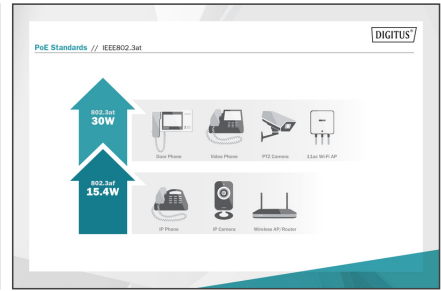 DIGITUS®
PoE Standards // IEEE802.3at
802.3at
30W
Door Phone
Video Phone
PTZ Camera
11ac Wi-Fi AP
802.3af
15.4W
IP Phone
IP Camera
Wireless AP/Router